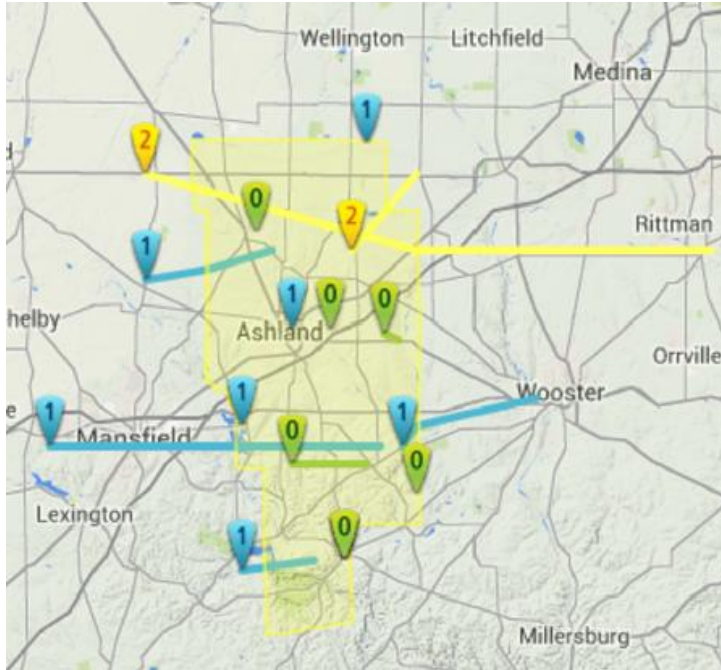 Wellington
Litchfield
Medina
1
2
0
2
Rittman
1
1
0
0
helby
Ashland
Orrville
1
Wooster
1
1
Mansfield
0
0
Lexington
1
0
Millersburg